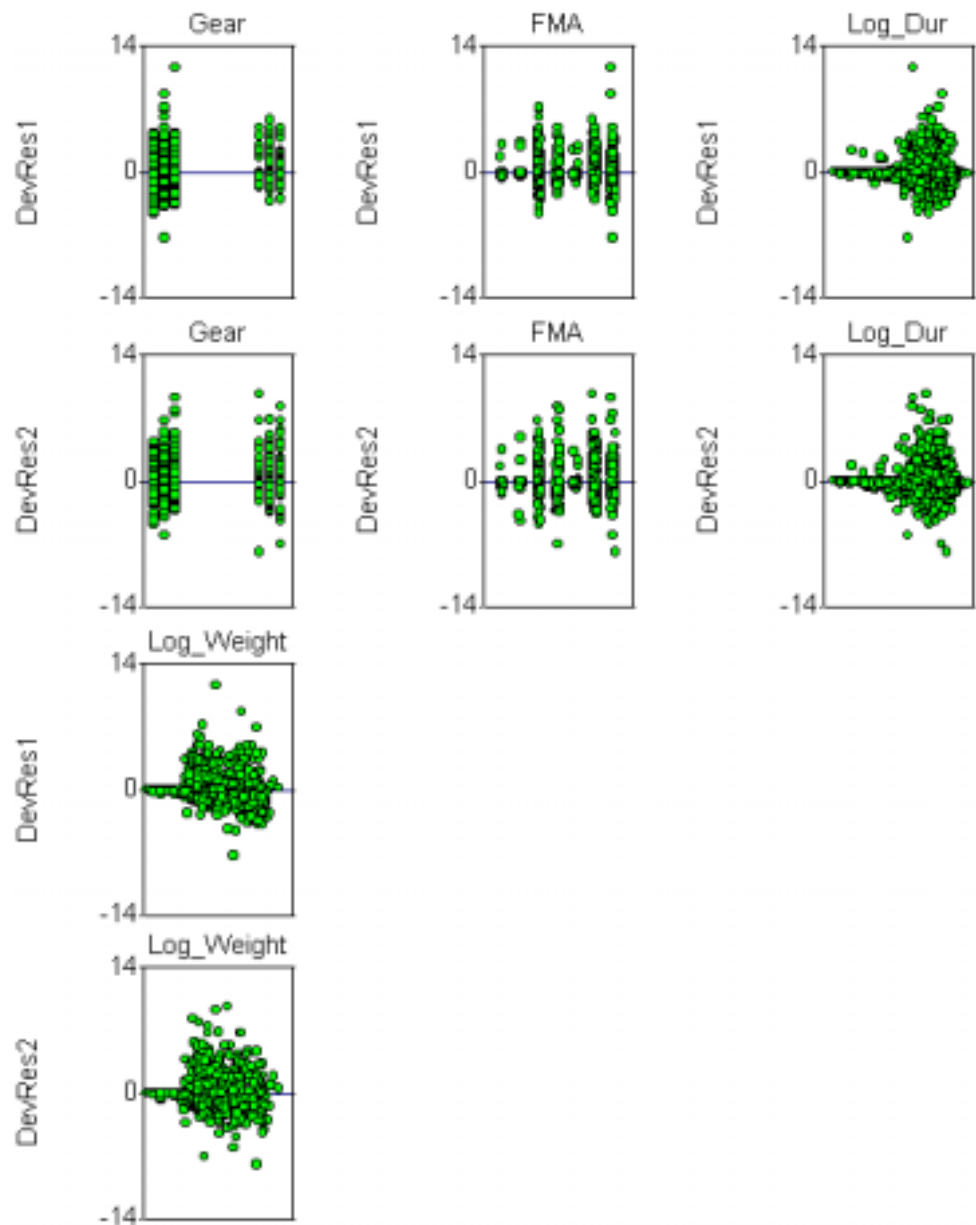 Gear FMA Log_Dur
14 14 14
DevRes1 DevRes1 DevRes1
0 0 0
-14 -14 -14
Gear FMA Log_Dur
14 14 14
DevRes2 DevRes2 DevRes2
0 0 0
-14 -14 -14
Log_Weight
14
DevRes1
0
-14
Log_Weight
14
DevRes2
0
-14